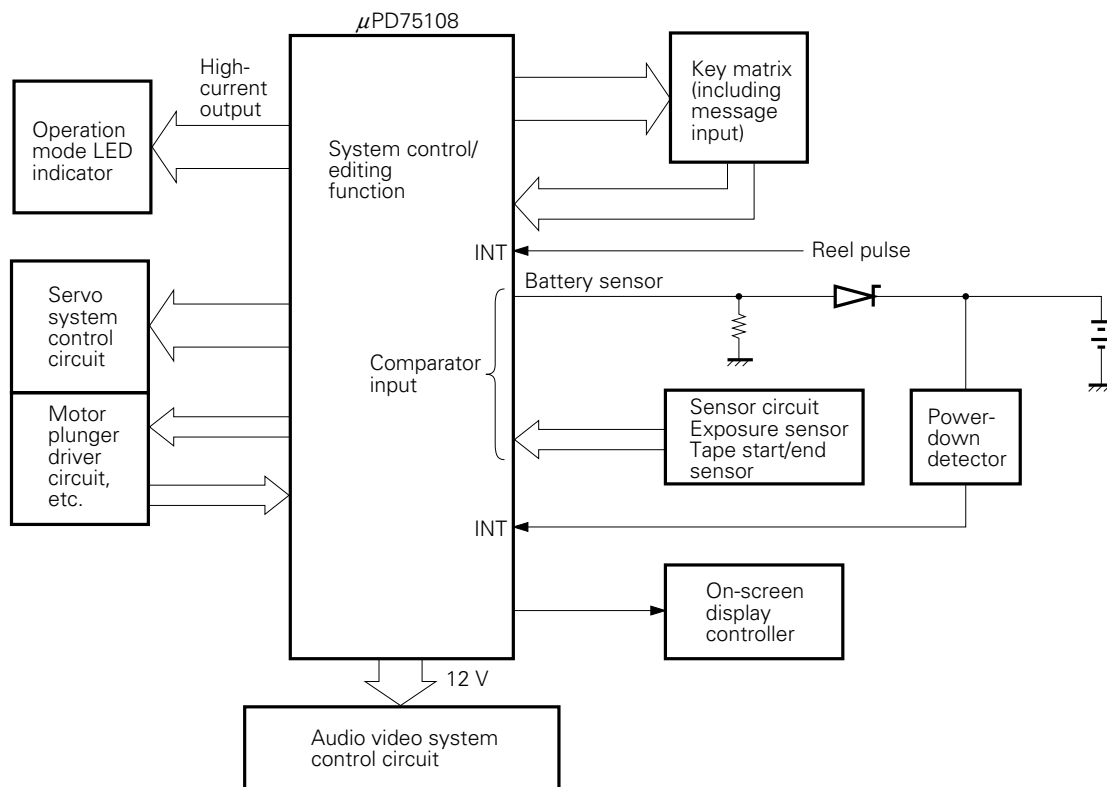 μPD75108
High-
current
output
Operation
mode LED
indicator
System control/
editing
function
Key matrix
(including
message
input)
INT
Reel pulse
Battery sensor
Servo
system
control
circuit
Comparator
input
Motor
plunger
driver
circuit,
etc.
Sensor circuit
Exposure sensor
Tape start/end
sensor
Power-
down
detector
INT
On-screen
display
controller
12 V
Audio video system
control circuit